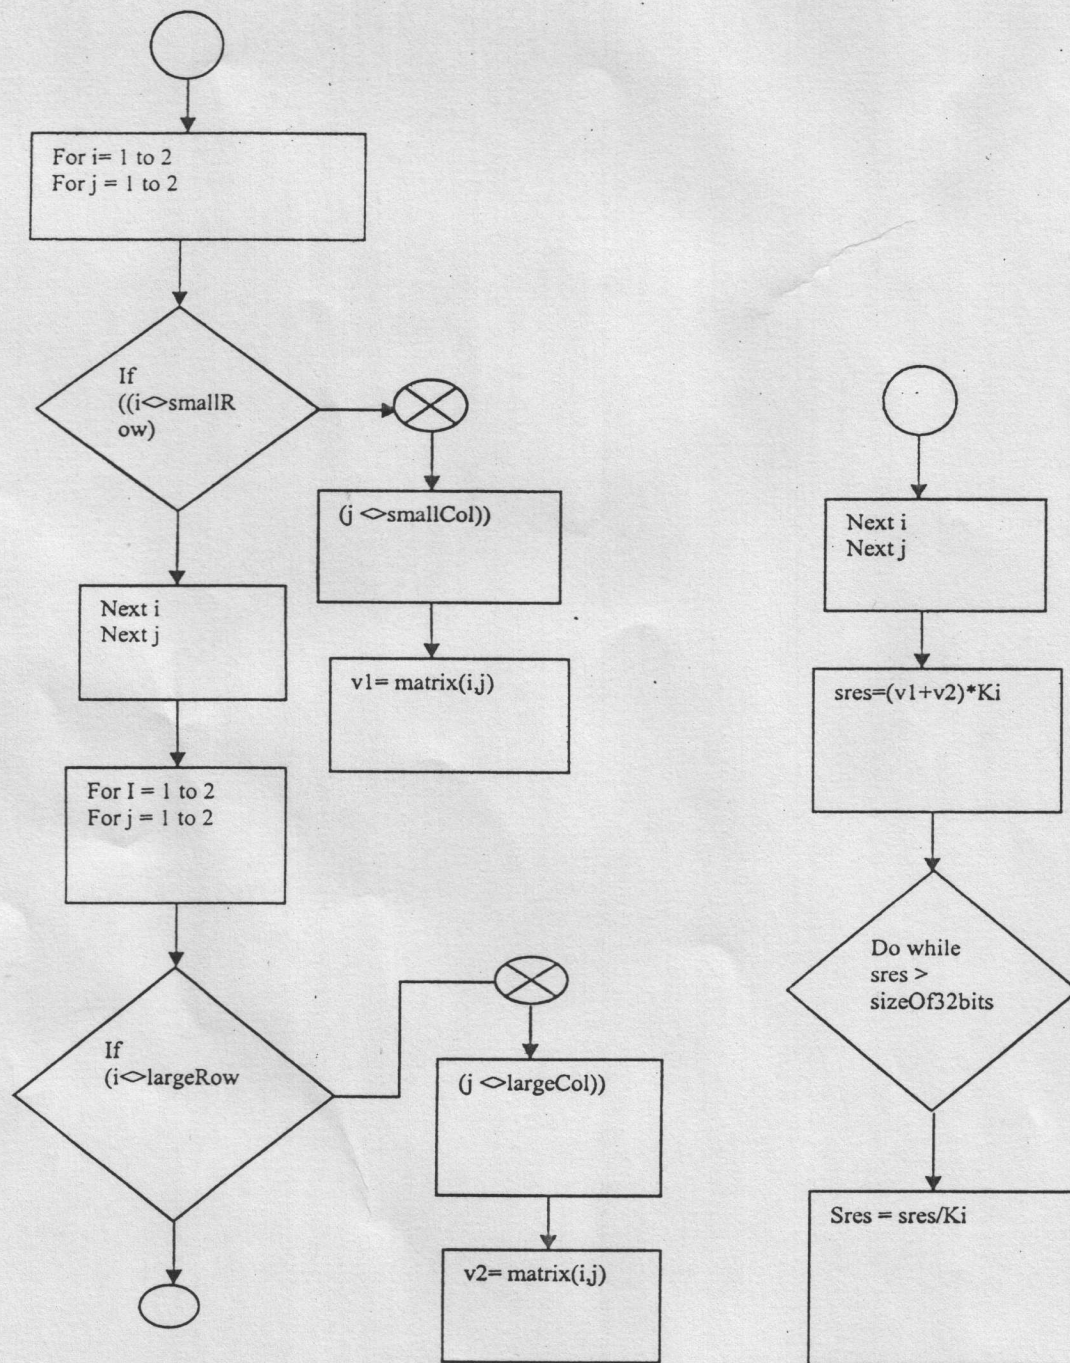 For i= 1 to 2
For j = 1 to 2
If
((i<>smallR
ow)
(j <>smallCol))
v1= matrix(i,j)
Next i
Next j
For I = 1 to 2
For j = 1 to 2
If
(i<>largeRow
(j <>largeCol))
v2= matrix(i,j)
Next i
Next j
sres=(v1+v2)*Ki
Do while
sres >
sizeOf32bits
Sres = sres/Ki